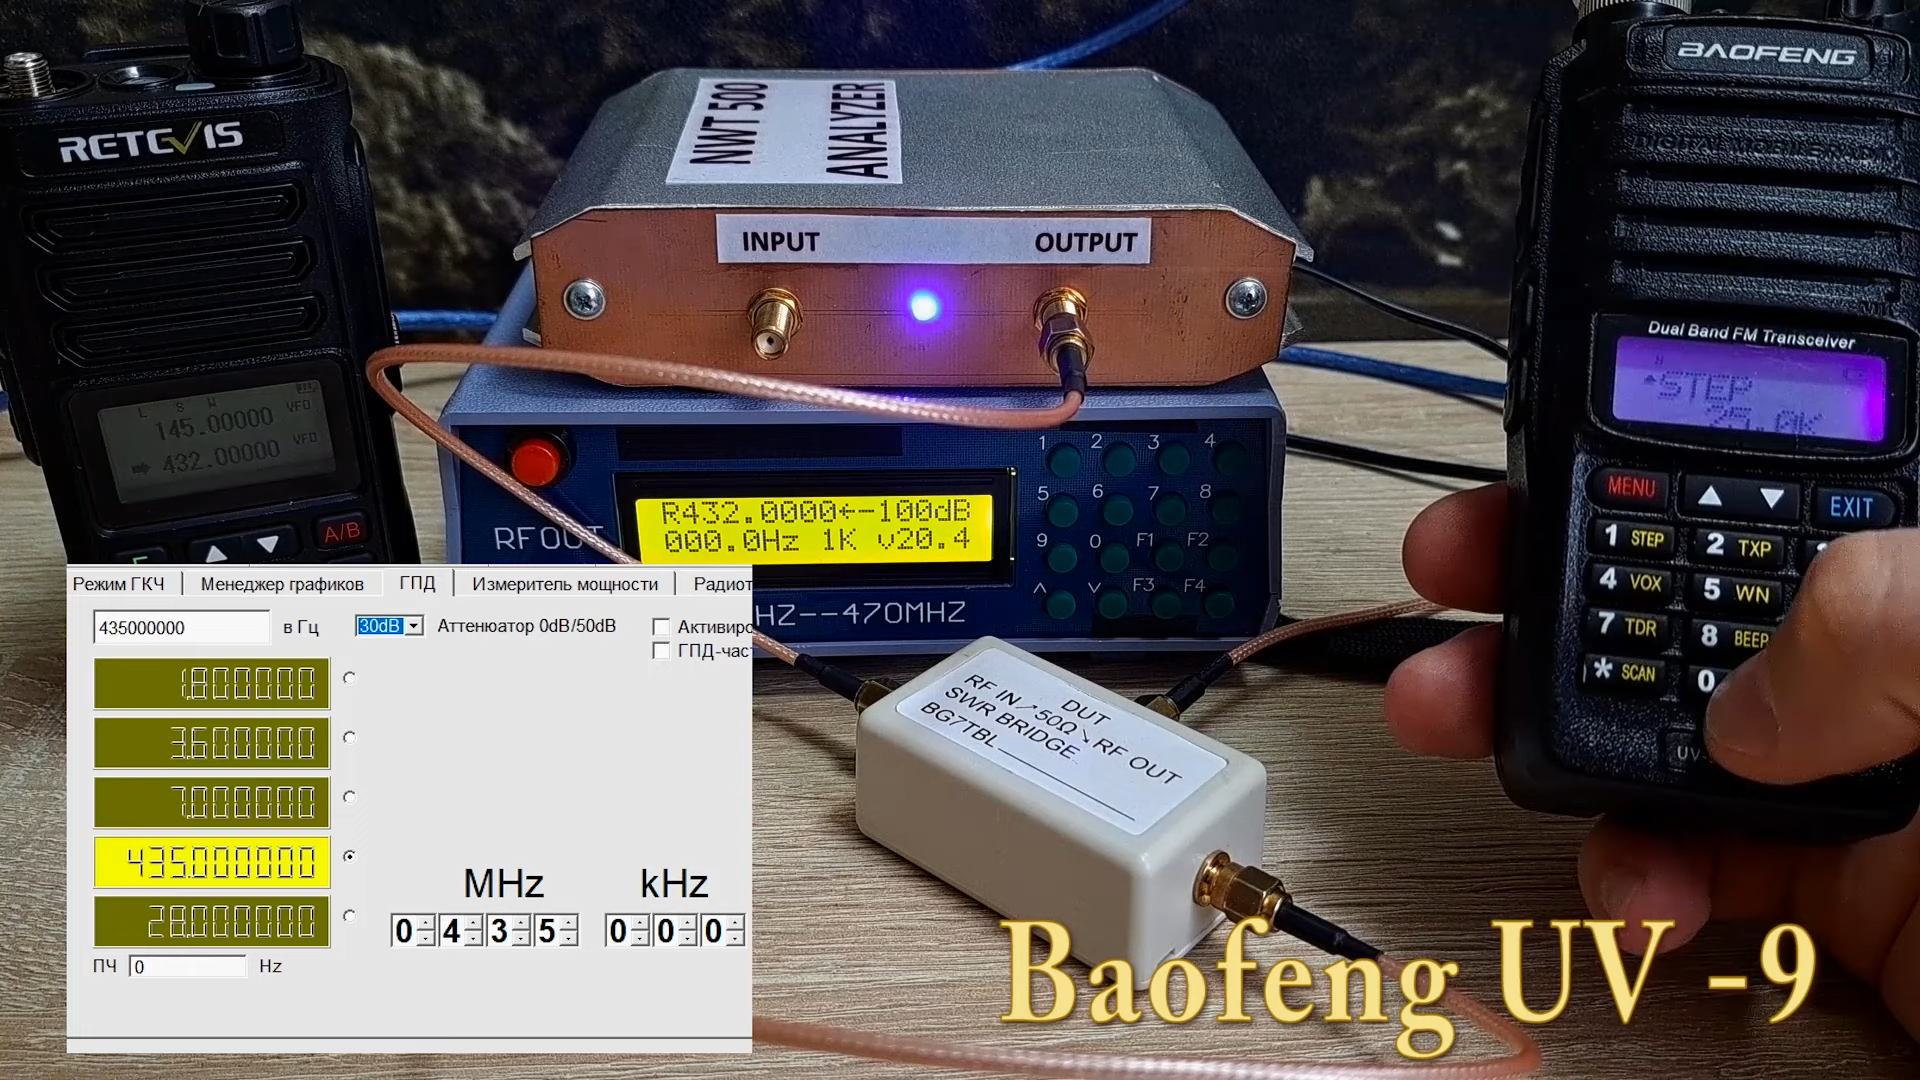 RETEVIS
L S W
145.00000 VFO
432.00000 VFO
A/B
NWT 500
ANALYZER
INPUT
OUTPUT
R432.0000←-100dB
000.0Hz 1K v20.4
RF OUT
1 2 3 4
5 6 7 8
9 0 F1 F2
^ v F3 F4
HZ--470MHZ
BAOFENG
Dual Band FM Transceiver
STEP
25.0K
MENU
EXIT
1 STEP
2 TXP
4 VOX
5 WN
7 TDR
8 BEEP
* SCAN
0
UV-
DUT
RF IN↗50Ω↘RF OUT
SWR BRIDGE
BG7TBL
Режим ГКЧ
Менеджер графиков
ГПД
Измеритель мощности
Радиот
435000000 в Гц
30dB Аттенюатор 0dB/50dB
Активиро
ГПД-част
1.800000
3.600000
7.000000
435.000000
28.000000
MHz kHz
0 4 3 5 0 0 0
ПЧ 0 Hz
Baofeng UV -9